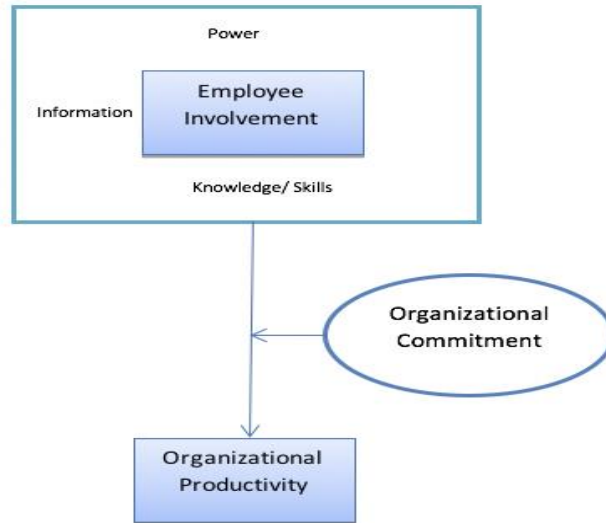 Power
Employee
Involvement
Information
Knowledge/ Skills
Organizational
Commitment
Organizational
Productivity